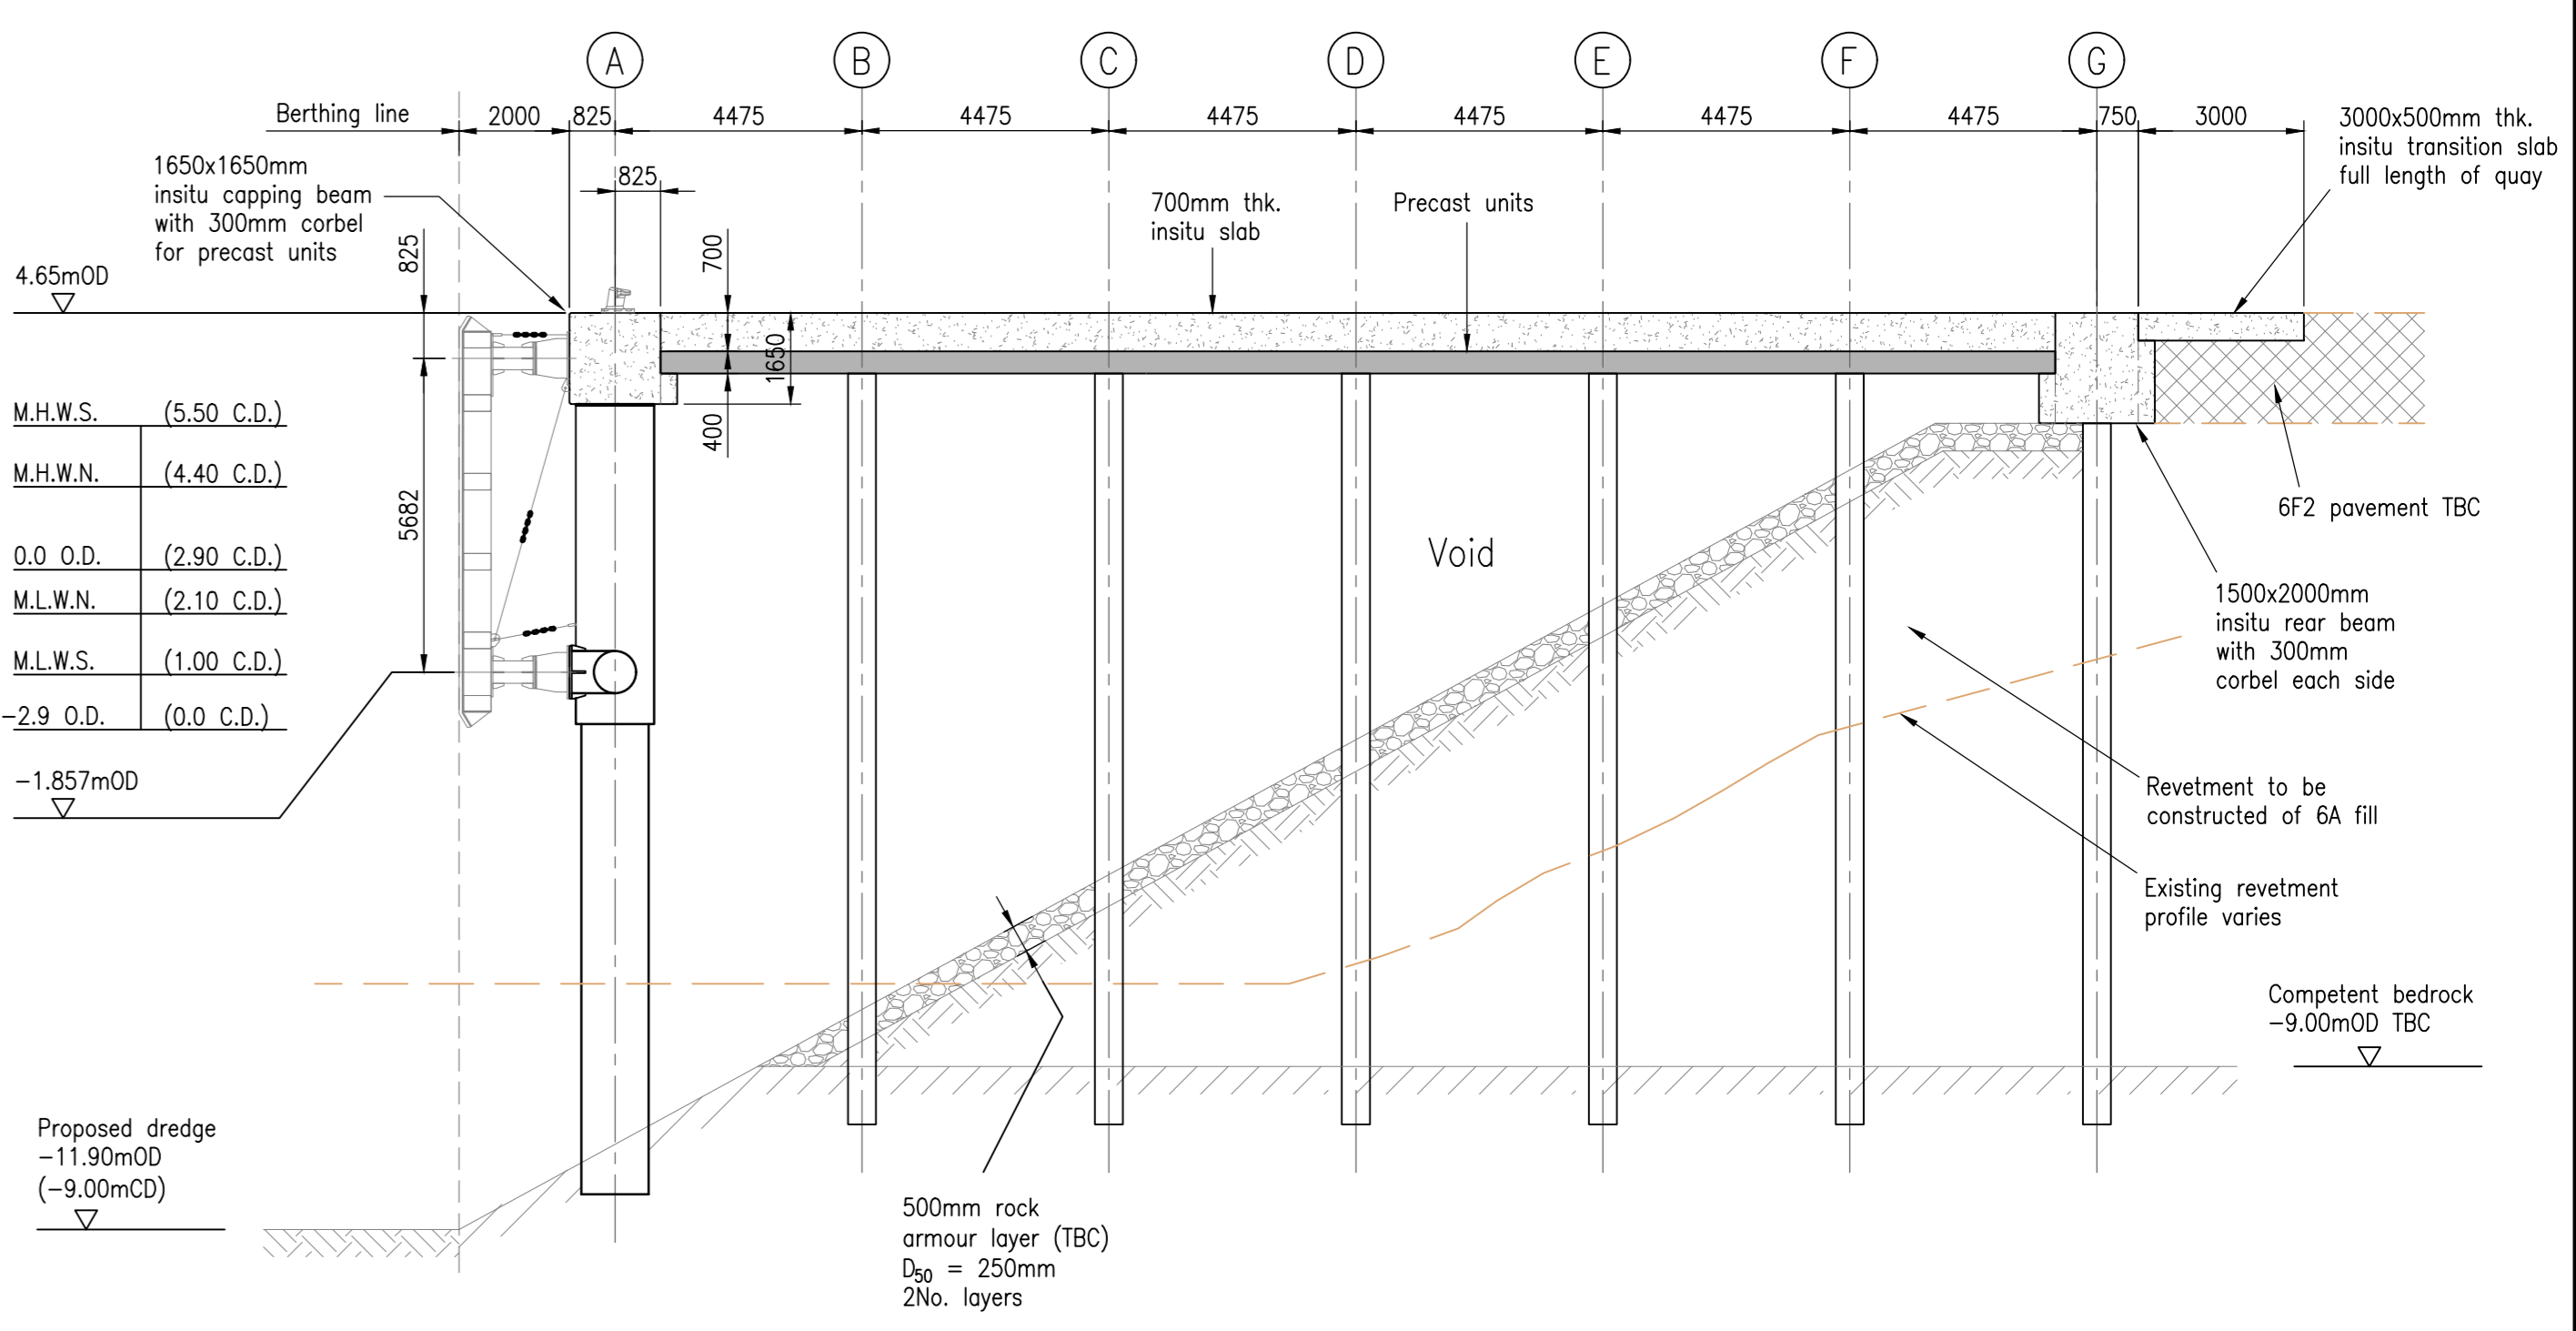 A
B
C
D
E
F
G
Berthing line
2000
825
4475
4475
4475
4475
4475
4475
750
3000
3000x500mm thk.
insitu transition slab
full length of quay
1650x1650mm
insitu capping beam
with 300mm corbel
for precast units
825
700mm thk.
insitu slab
Precast units
825
700
1650
400
4.65mOD
M.H.W.S. (5.50 C.D.)
M.H.W.N. (4.40 C.D.)
0.0 O.D. (2.90 C.D.)
M.L.W.N. (2.10 C.D.)
M.L.W.S. (1.00 C.D.)
-2.9 O.D. (0.0 C.D.)
5682
-1.857mOD
Void
6F2 pavement TBC
1500x2000mm
insitu rear beam
with 300mm
corbel each side
Revetment to be
constructed of 6A fill
Existing revetment
profile varies
Competent bedrock
-9.00mOD TBC
Proposed dredge
-11.90mOD
(-9.00mCD)
500mm rock
armour layer (TBC)
D₅₀ = 250mm
2No. layers